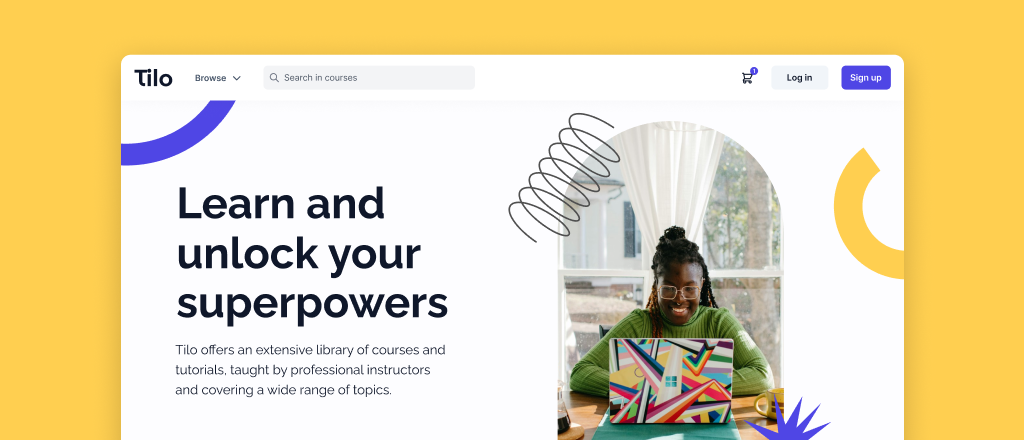 Tilo
Browse
Search in courses
1
Log in
Sign up
Learn and
unlock your
superpowers
Tilo offers an extensive library of courses and
tutorials, taught by professional instructors
and covering a wide range of topics.